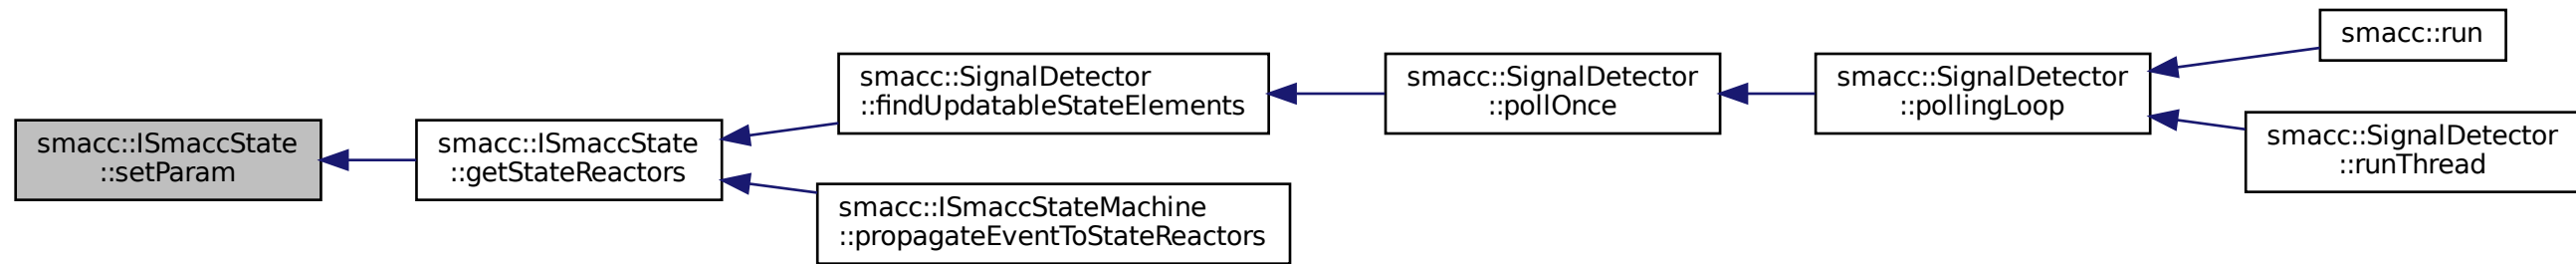 smacc::ISmaccState
::setParam
smacc::ISmaccState
::getStateReactors
smacc::SignalDetector
::findUpdatableStateElements
smacc::ISmaccStateMachine
::propagateEventToStateReactors
smacc::SignalDetector
::pollOnce
smacc::SignalDetector
::pollingLoop
smacc::run
smacc::SignalDetector
::runThread